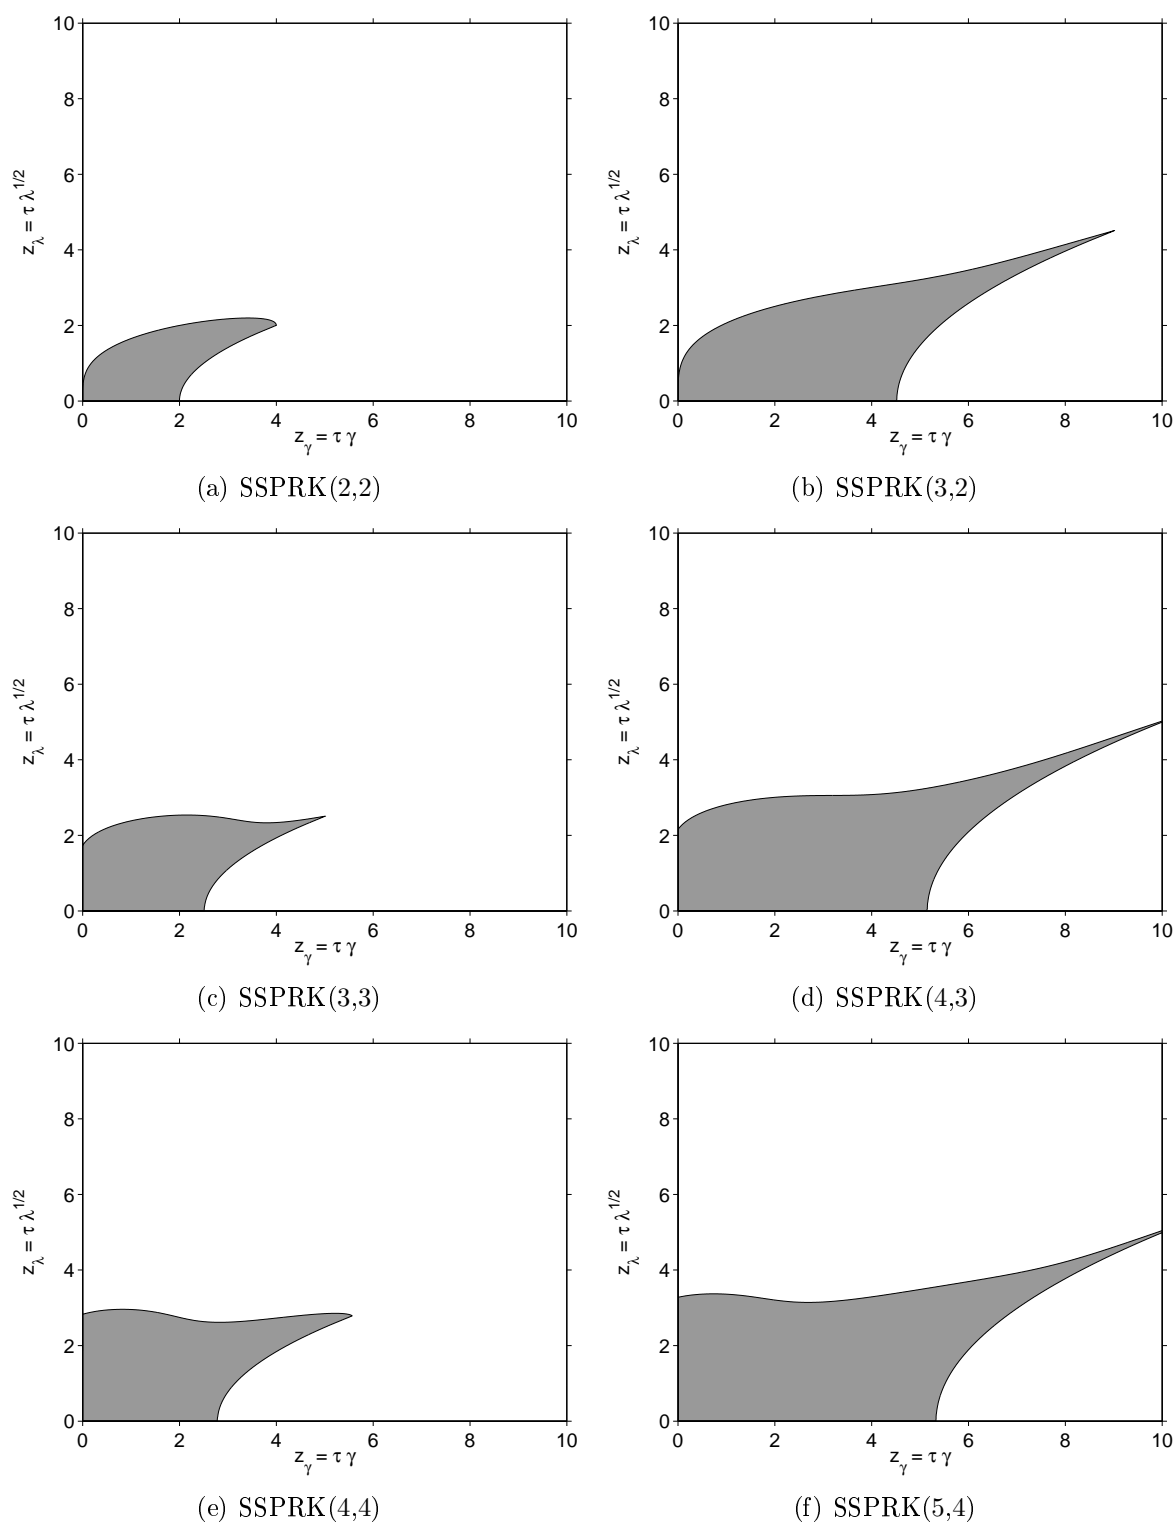 10
8
6
4
2
0
z_λ = τ λ^{1/2}
0 2 4 6 8 10
z_γ = τ γ
(a) SSPRK(2,2)
10
8
6
4
2
0
z_λ = τ λ^{1/2}
0 2 4 6 8 10
z_γ = τ γ
(b) SSPRK(3,2)
10
8
6
4
2
0
z_λ = τ λ^{1/2}
0 2 4 6 8 10
z_γ = τ γ
(c) SSPRK(3,3)
10
8
6
4
2
0
z_λ = τ λ^{1/2}
0 2 4 6 8 10
z_γ = τ γ
(d) SSPRK(4,3)
10
8
6
4
2
0
z_λ = τ λ^{1/2}
0 2 4 6 8 10
z_γ = τ γ
(e) SSPRK(4,4)
10
8
6
4
2
0
z_λ = τ λ^{1/2}
0 2 4 6 8 10
z_γ = τ γ
(f) SSPRK(5,4)